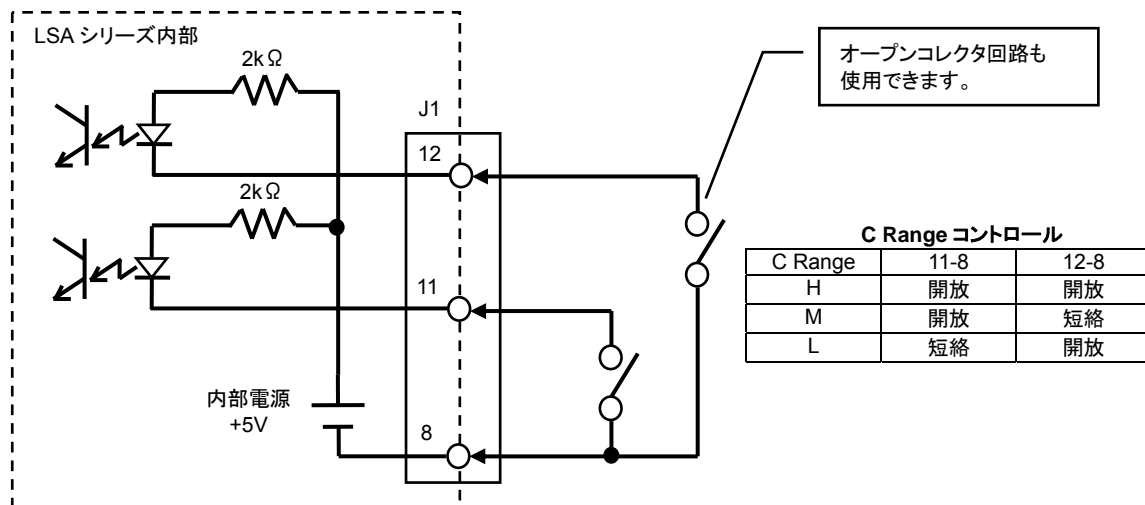 LSA シリーズ内部
2kΩ
J1
12
2kΩ
11
内部電源
+5V
8
オープンコレクタ回路も
使用できます。
C Range コントロール
C Range 11-8 12-8
H 開放 開放
M 開放 短絡
L 短絡 開放